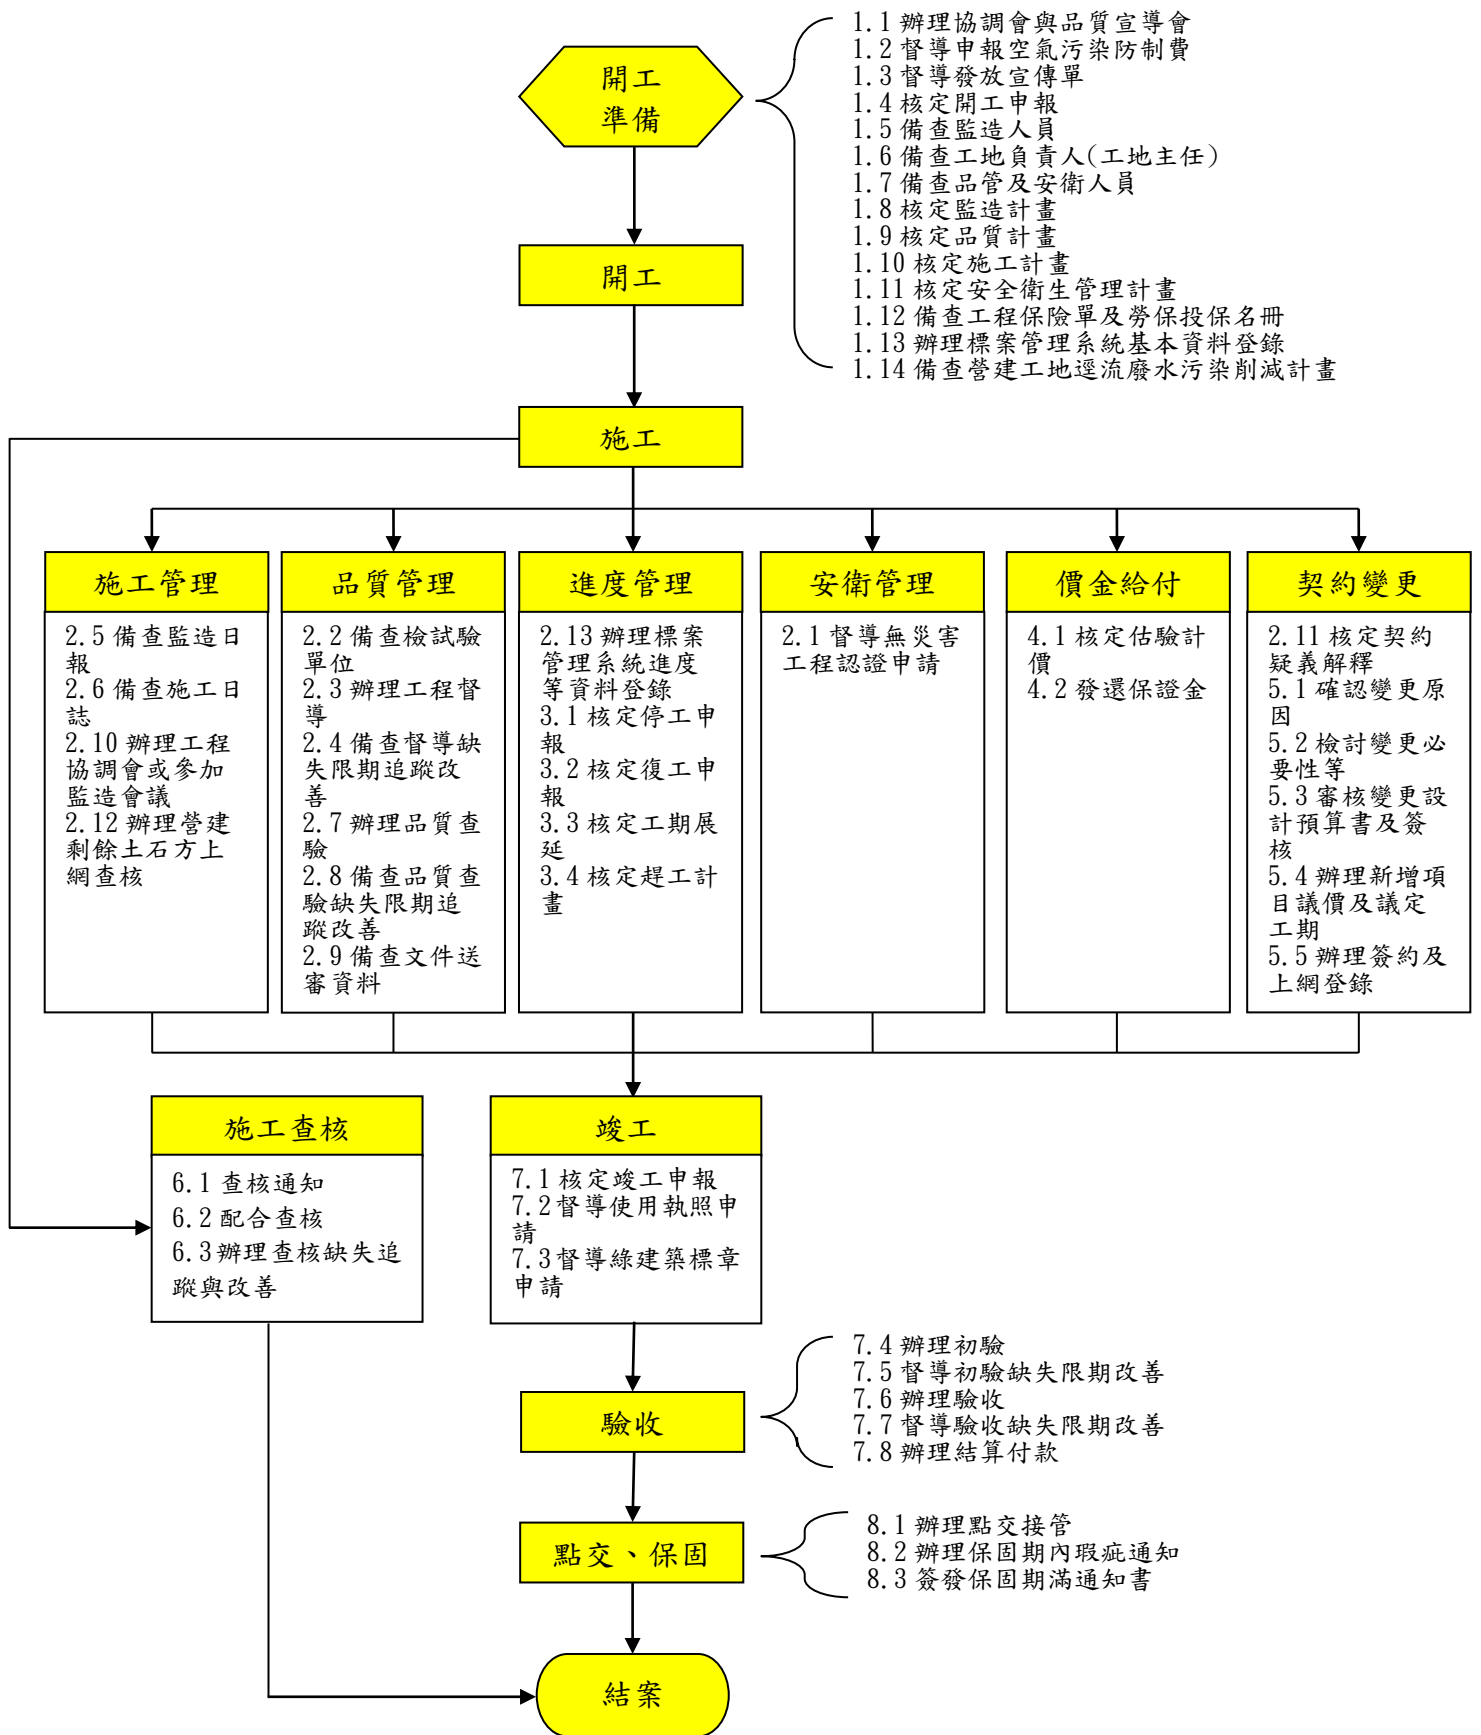 開工
準備
1.1 辦理協調會與品質宣導會
1.2 督導申報空氣污染防制費
1.3 督導發放宣傳單
1.4 核定開工申報
1.5 備查監造人員
1.6 備查工地負責人(工地主任)
1.7 備查品管及安衛人員
1.8 核定監造計畫
1.9 核定品質計畫
1.10 核定施工計畫
1.11 核定安全衛生管理計畫
1.12 備查工程保險單及勞保投保名冊
1.13 辦理標案管理系統基本資料登錄
1.14 備查營建工地逕流廢水污染削減計畫
開工
施工
施工管理
2.5 備查監造日
報
2.6 備查施工日
誌
2.10 辦理工程
協調會或參加
監造會議
2.12 辦理營建
剩餘土石方上
網查核
品質管理
2.2 備查檢試驗
單位
2.3 辦理工程督
導
2.4 備查督導缺
失限期追蹤改
善
2.7 辦理品質查
驗
2.8 備查品質查
驗缺失限期追
蹤改善
2.9 備查文件送
審資料
進度管理
2.13 辦理標案
管理系統進度
等資料登錄
3.1 核定停工申
報
3.2 核定復工申
報
3.3 核定工期展
延
3.4 核定趕工計
畫
安衛管理
2.1 督導無災害
工程認證申請
價金給付
4.1 核定估驗計
價
4.2 發還保證金
契約變更
2.11 核定契約
疑義解釋
5.1 確認變更原
因
5.2 檢討變更必
要性等
5.3 審核變更設
計預算書及簽
核
5.4 辦理新增項
目議價及議定
工期
5.5 辦理簽約及
上網登錄
施工查核
6.1 查核通知
6.2 配合查核
6.3 辦理查核缺失追
蹤與改善
竣工
7.1 核定竣工申報
7.2 督導使用執照申
請
7.3 督導綠建築標章
申請
驗收
7.4 辦理初驗
7.5 督導初驗缺失限期改善
7.6 辦理驗收
7.7 督導驗收缺失限期改善
7.8 辦理結算付款
點交、保固
8.1 辦理點交接管
8.2 辦理保固期內瑕疵通知
8.3 簽發保固期滿通知書
結案